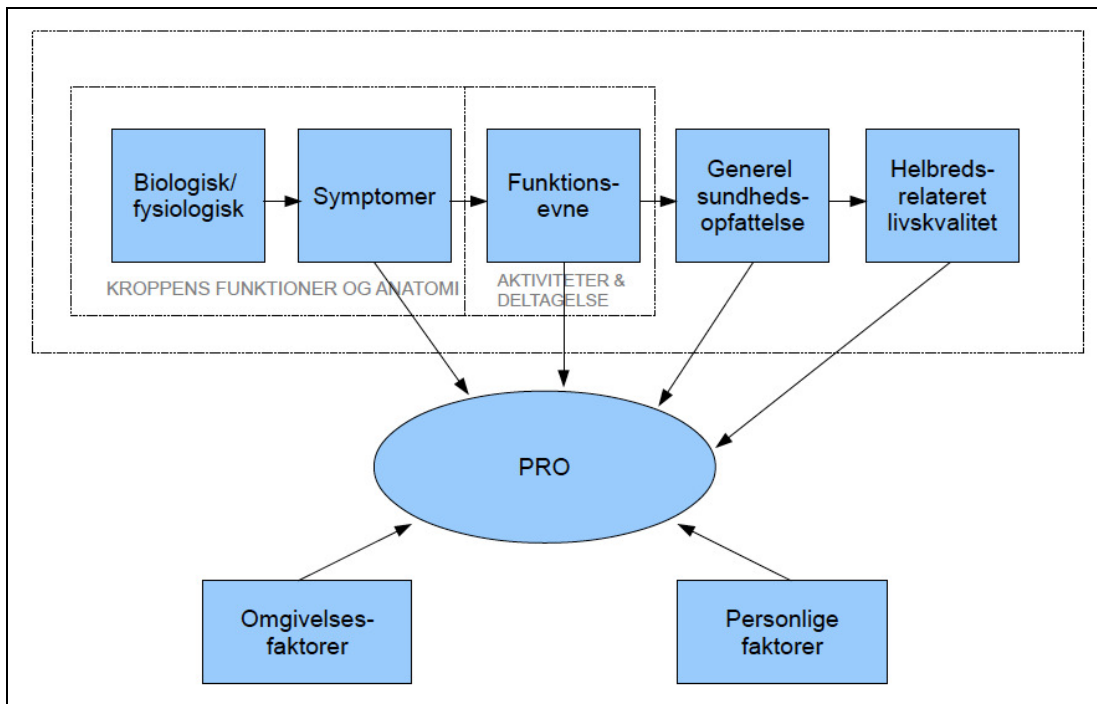 Biologisk/
fysiologisk
Symptomer
Funktions-
evne
Generel
sundheds-
opfattelse
Helbreds-
relateret
livskvalitet
KROPPENS FUNKTIONER OG ANATOMI
AKTIVITETER &
DELTAGELSE
PRO
Omgivelses-
faktorer
Personlige
faktorer